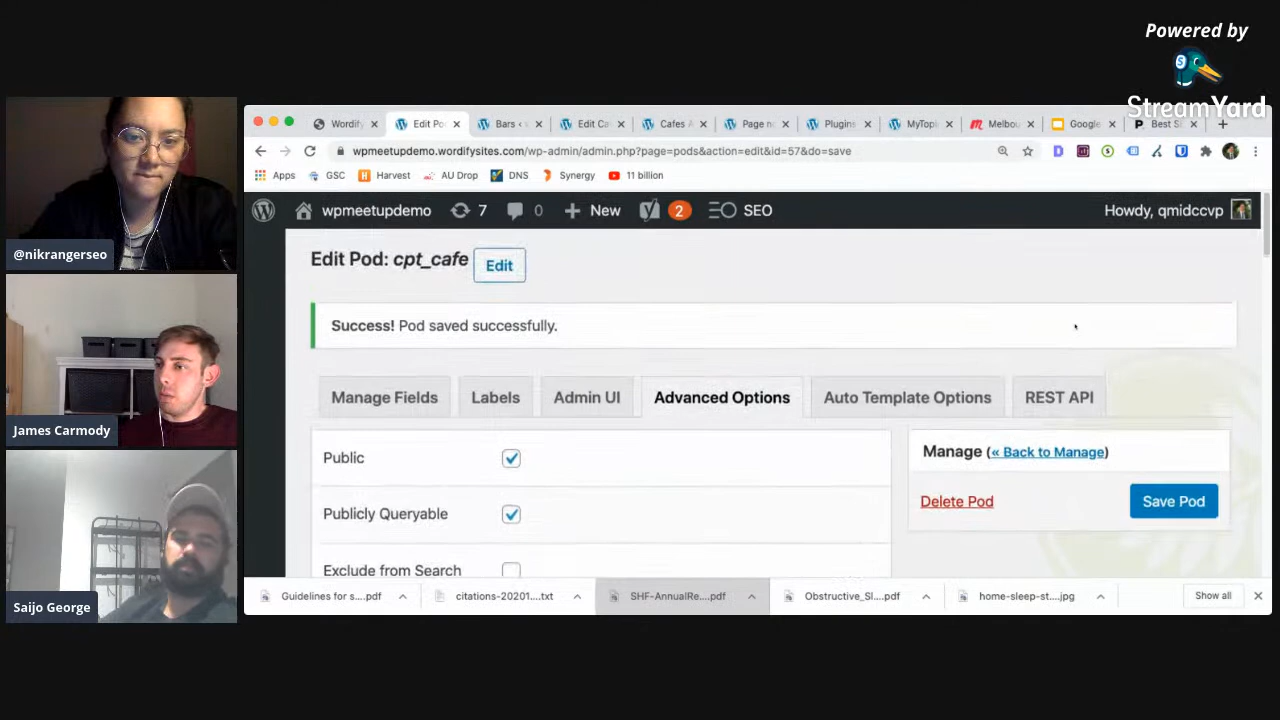 Powered by
StreamYard
@nikrangerseo
James Carmody
Saijo George
Wordify
Edit Po
Bars ‹
Edit Ca
Cafes A
Page n
Plugins
MyTopi
Melbou
Google
Best S
wpmeetupdemo.wordifysites.com/wp-admin/admin.php?page=pods&action=edit&id=57&do=save
Apps GSC Harvest AU Drop DNS Synergy 11 billion
wpmeetupdemo 7 0 New 2 SEO Howdy, qmidccvp
Edit Pod: cpt_cafe Edit
Success! Pod saved successfully.
Manage Fields Labels Admin UI Advanced Options Auto Template Options REST API
Public
Manage (« Back to Manage)
Delete Pod Save Pod
Publicly Queryable
Exclude from Search
Guidelines for s....pdf citations-20201....txt SHF-AnnualRe....pdf Obstructive_Sl....pdf home-sleep-st....jpg Show all